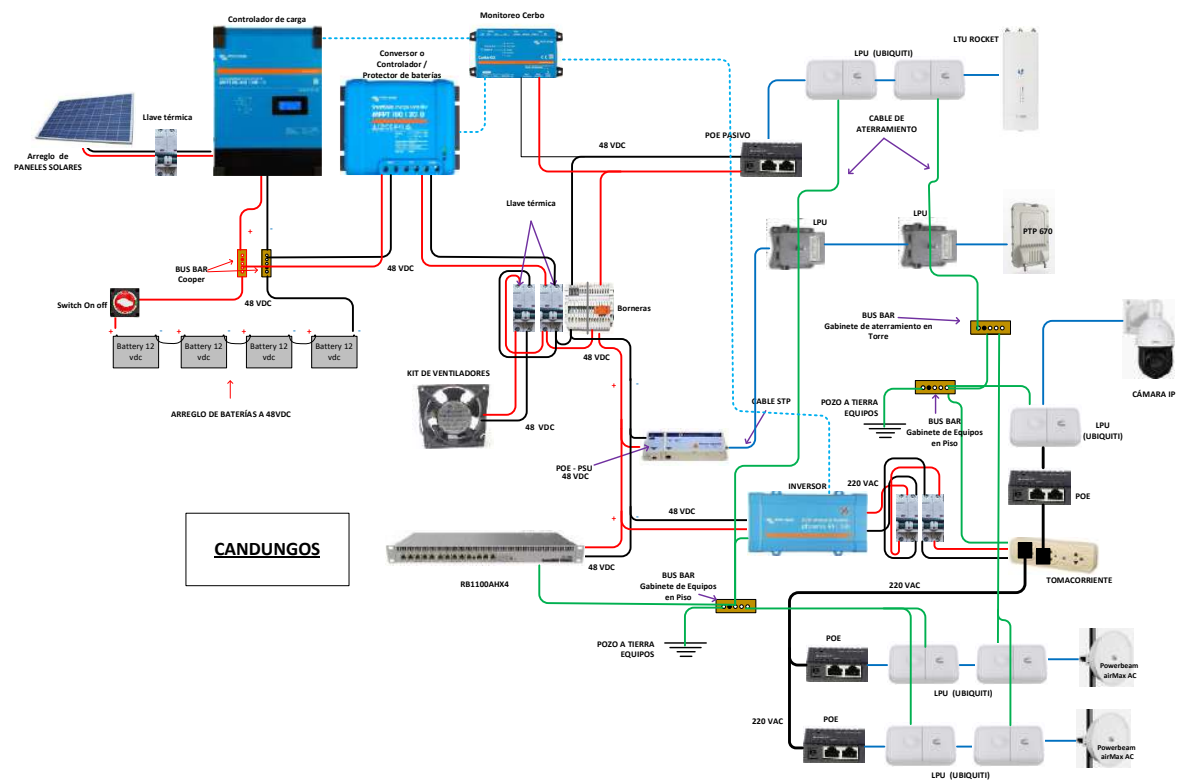 Controlador de carga
Monitoreo Cerbo
Conversor o
Controlador /
Protector de baterías
LPU (UBIQUITI)
LTU ROCKET
Llave térmica
Arreglo de
PANELES SOLARES
POE PASIVO
CABLE DE
ATERRAMIENTO
48 VDC
Llave térmica
LPU
LPU
PTP 670
+
-
BUS BAR
Cooper
48 VDC
Switch On off
48 VDC
Borneras
BUS BAR
Gabinete de aterramiento en
Torre
+
-
+
-
+
-
+
-
Battery 12
vdc
Battery 12
vdc
Battery 12
vdc
Battery 12
vdc
48 VDC
KIT DE VENTILADORES
+
-
CÁMARA IP
ARREGLO DE BATERÍAS A 48VDC
CABLE STP
POZO A TIERRA
EQUIPOS
BUS BAR
Gabinete de Equipos
en Piso
LPU
(UBIQUITI)
48 VDC
POE - PSU
48 VDC
INVERSOR
220 VAC
POE
48 VDC
+
-
CANDUNGOS
48 VDC
RB1100AHX4
BUS BAR
Gabinete de Equipos
en Piso
TOMACORRIENTE
220 VAC
POZO A TIERRA
EQUIPOS
POE
Powerbeam
airMax AC
LPU (UBIQUITI)
220 VAC
POE
Powerbeam
airMax AC
LPU (UBIQUITI)